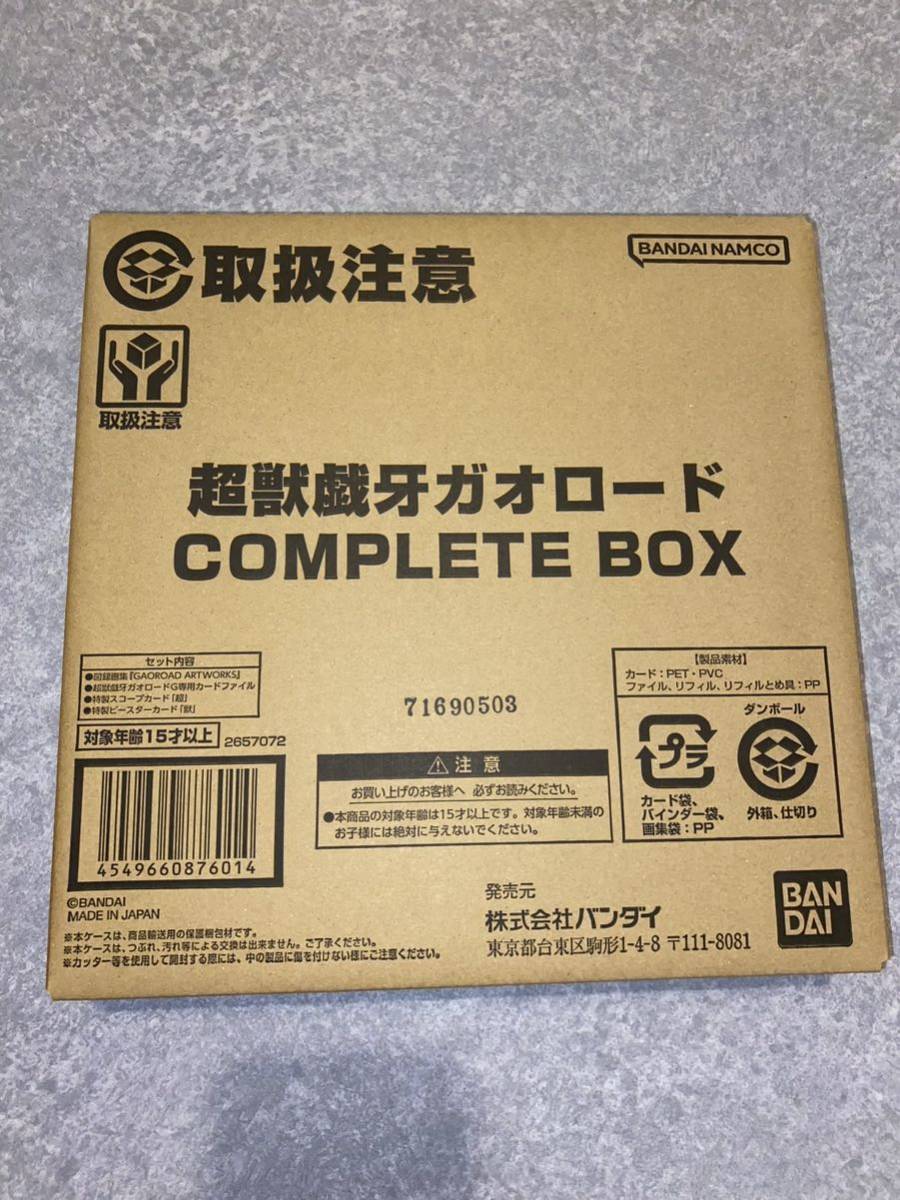 取扱注意
BANDAI NAMCO
取扱注意
超獣戯牙ガオロード
COMPLETE BOX
セット内容
●図録画集『GAOROAD ARTWORKS』
●超獣戯牙ガオロードG専用カードファイル
●特製スコープカード「超」
●特製ビースターカード「獣」
対象年齢15才以上
2657072
71690503
【製品素材】
カード：PET・PVC
ファイル、リフィル、リフィルとめ具：PP
プラ
カード袋、
バインダー袋、
画集袋：PP
ダンボール
外箱、仕切り
注意
お買い上げのお客様へ 必ずお読みください。
●本商品の対象年齢は15才以上です。対象年齢未満の
お子様には絶対に与えないでください。
4549660876014
©BANDAI
MADE IN JAPAN
※本ケースは、商品輸送用の保護梱包材です。
※本ケースは、つぶれ、汚れ等による交換は出来ません。ご了承ください。
※カッター等を使用して開封する際には、中の製品に傷を付けない様にご注意ください。
発売元
株式会社バンダイ
東京都台東区駒形1-4-8 〒111-8081
BAN
DAI